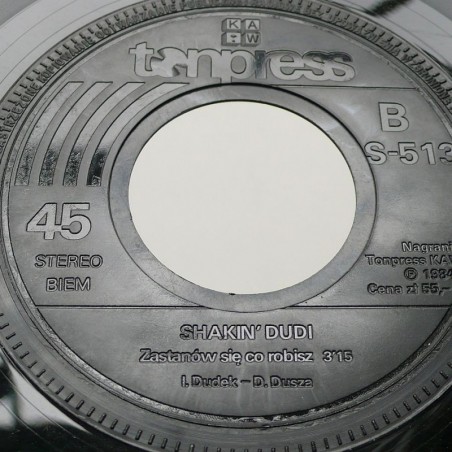 KAW
tonpress
B
S-513
45
STEREO
BIEM
Nagrani
Tonpress KAW
℗ 1984
Cena zł 55,-
SHAKIN' DUDI
Zastanów się co robisz 3'15
I. Dudek – D. Dusza